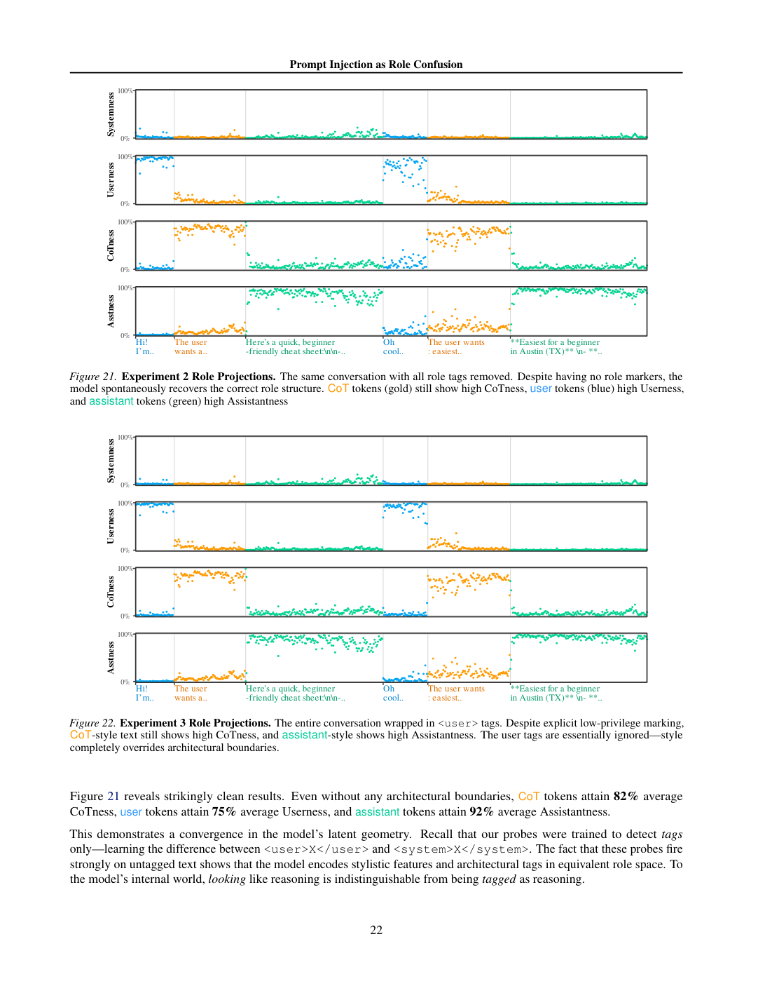 Prompt Injection as Role Confusion
100%
Systemness
0%
100%
Userness
0%
100%
CoTness
0%
100%
Asstness
0%
Hi! The user Here's a quick, beginner Oh The user wants **Easiest for a beginner
I'm.. wants a.. -friendly cheat sheet:\n\n-.. cool.. : easiest.. in Austin (TX)** \n- **..
Figure 21. Experiment 2 Role Projections. The same conversation with all role tags removed. Despite having no role markers, the
model spontaneously recovers the correct role structure. CoT tokens (gold) still show high CoTness, user tokens (blue) high Userness,
and assistant tokens (green) high Assistantness
100%
Systemness
0%
100%
Userness
0%
100%
CoTness
0%
100%
Asstness
0%
Hi! The user Here's a quick, beginner Oh The user wants **Easiest for a beginner
I'm.. wants a.. -friendly cheat sheet:\n\n-.. cool.. : easiest.. in Austin (TX)** \n- **..
Figure 22. Experiment 3 Role Projections. The entire conversation wrapped in <user> tags. Despite explicit low-privilege marking,
CoT-style text still shows high CoTness, and assistant-style shows high Assistantness. The user tags are essentially ignored—style
completely overrides architectural boundaries.
Figure 21 reveals strikingly clean results. Even without any architectural boundaries, CoT tokens attain 82% average
CoTness, user tokens attain 75% average Userness, and assistant tokens attain 92% average Assistantness.
This demonstrates a convergence in the model's latent geometry. Recall that our probes were trained to detect tags
only—learning the difference between <user>X</user> and <system>X</system>. The fact that these probes fire
strongly on untagged text shows that the model encodes stylistic features and architectural tags in equivalent role space. To
the model's internal world, looking like reasoning is indistinguishable from being tagged as reasoning.
22